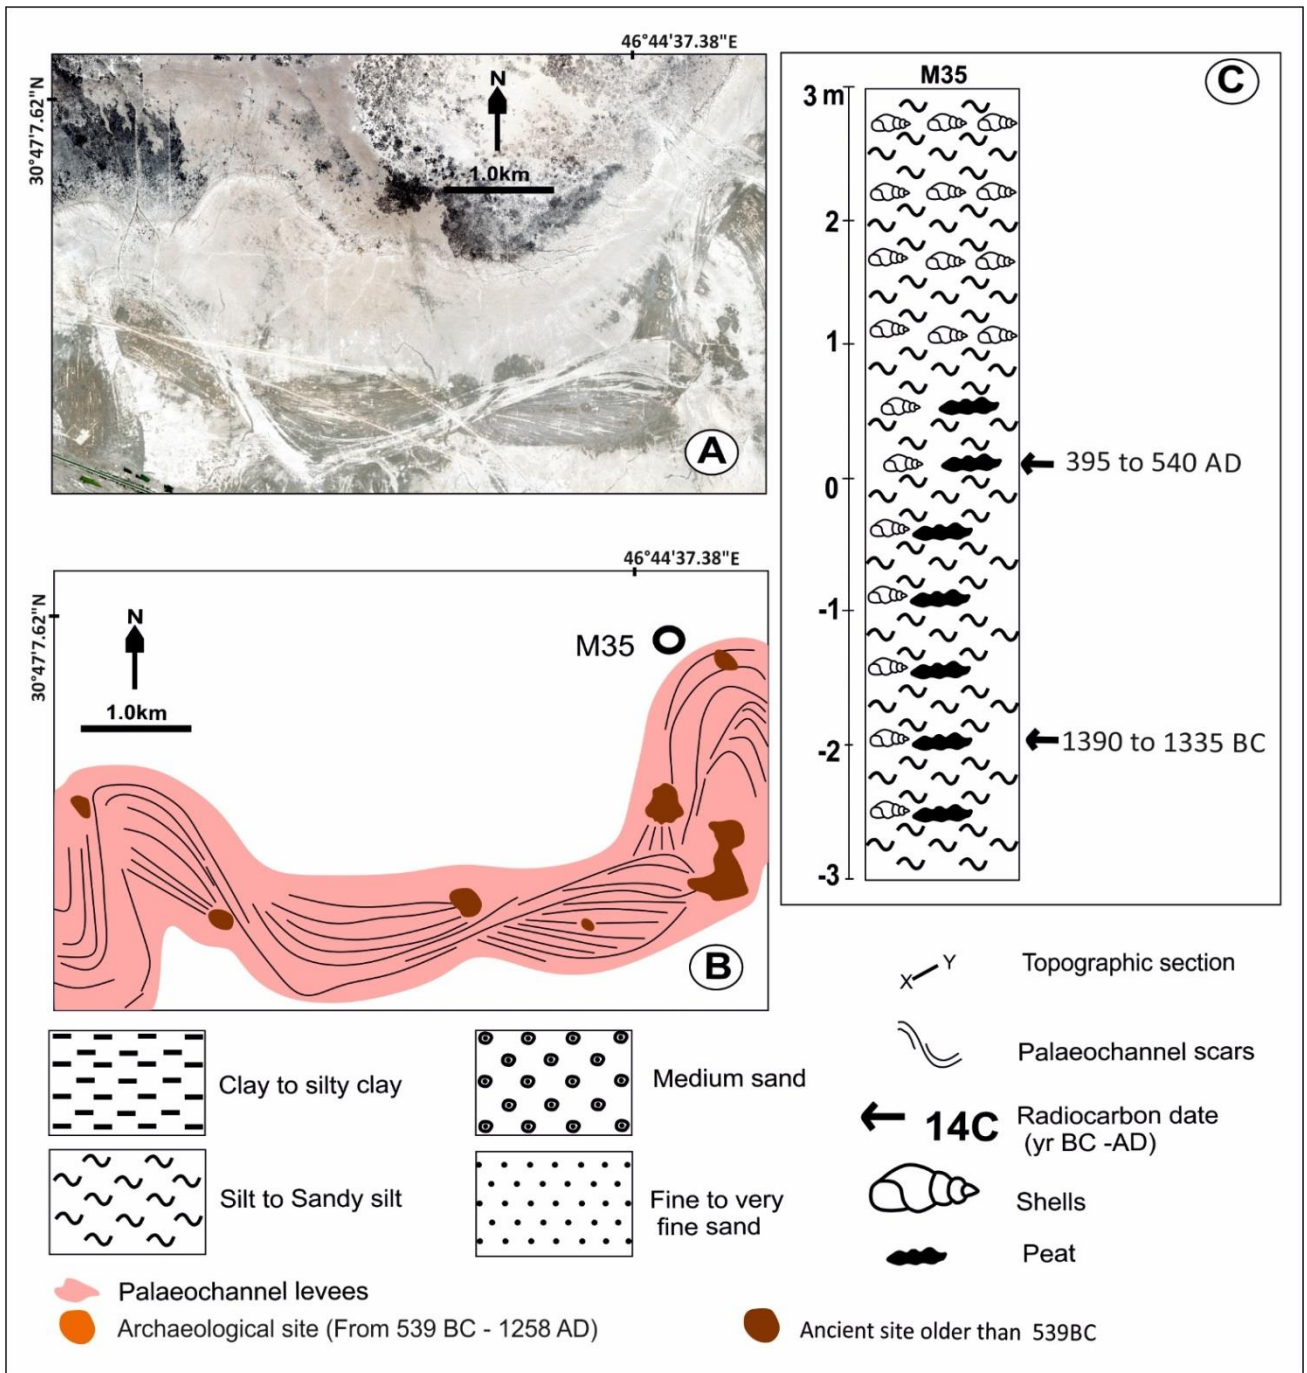 46°44'37.38"E
30°47'7.62"N
N
1.0km
A
M35
C
3 m
2
1
0
-1
-2
-3
395 to 540 AD
1390 to 1335 BC
46°44'37.38"E
30°47'7.62"N
N
1.0km
M35
B
Clay to silty clay
Silt to Sandy silt
Medium sand
Fine to very
fine sand
X Y
Topographic section
Palaeochannel scars
14C
Radiocarbon date
(yr BC -AD)
Shells
Peat
Palaeochannel levees
Archaeological site (From 539 BC - 1258 AD)
Ancient site older than 539BC